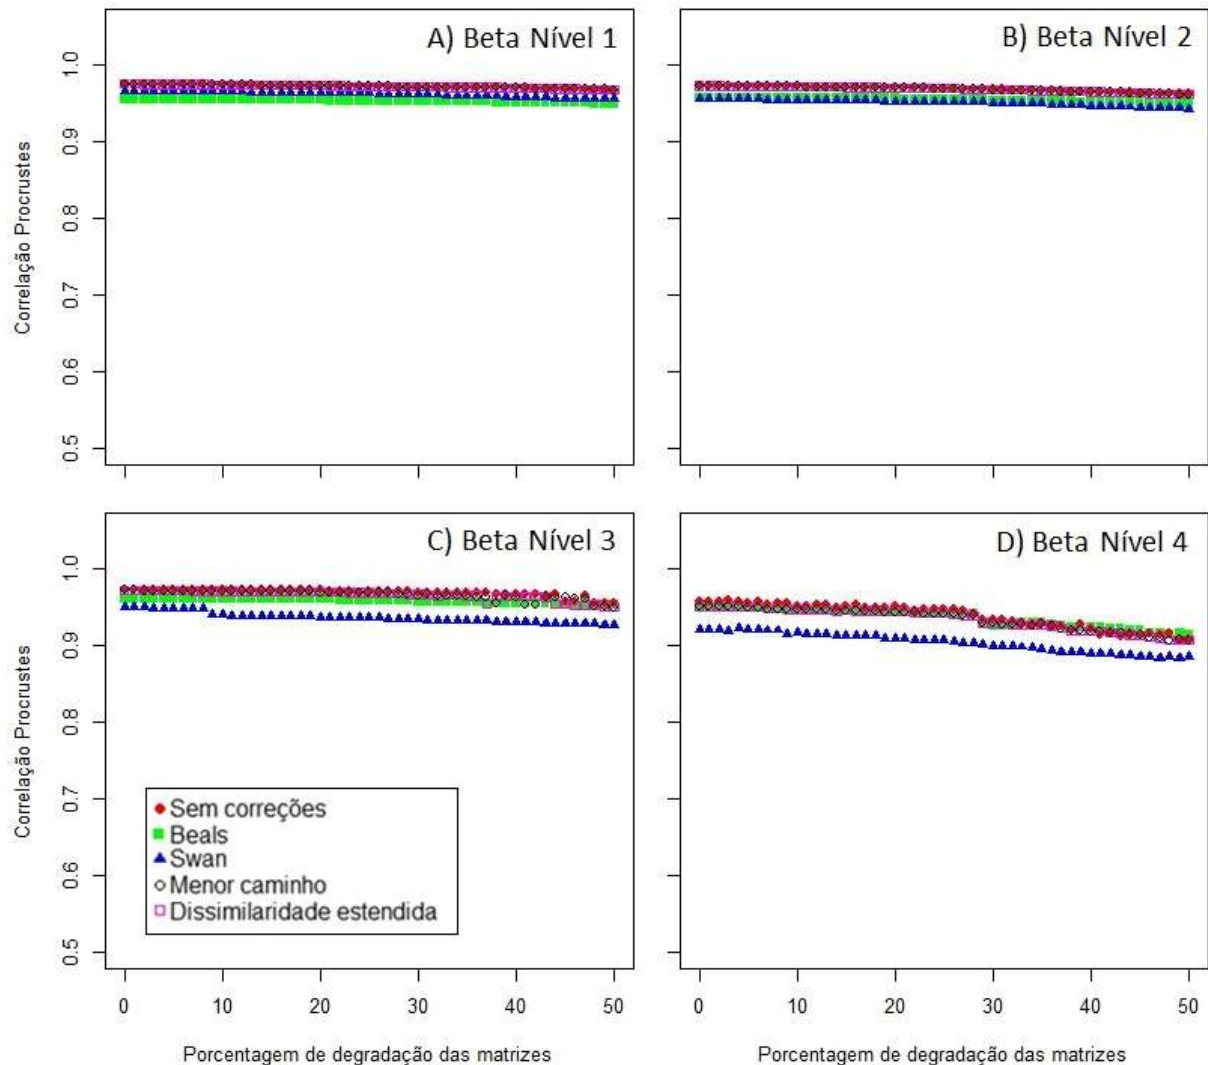 A) Beta Nível 1
B) Beta Nível 2
Correlação Procrustes
1.0
0.9
0.8
0.7
0.6
0.5
C) Beta Nível 3
D) Beta Nível 4
Correlação Procrustes
1.0
0.9
0.8
0.7
0.6
0.5
Sem correções
Beals
Swan
Menor caminho
Dissimilaridade estendida
0 10 20 30 40 50
0 10 20 30 40 50
Porcentagem de degradação das matrizes
Porcentagem de degradação das matrizes